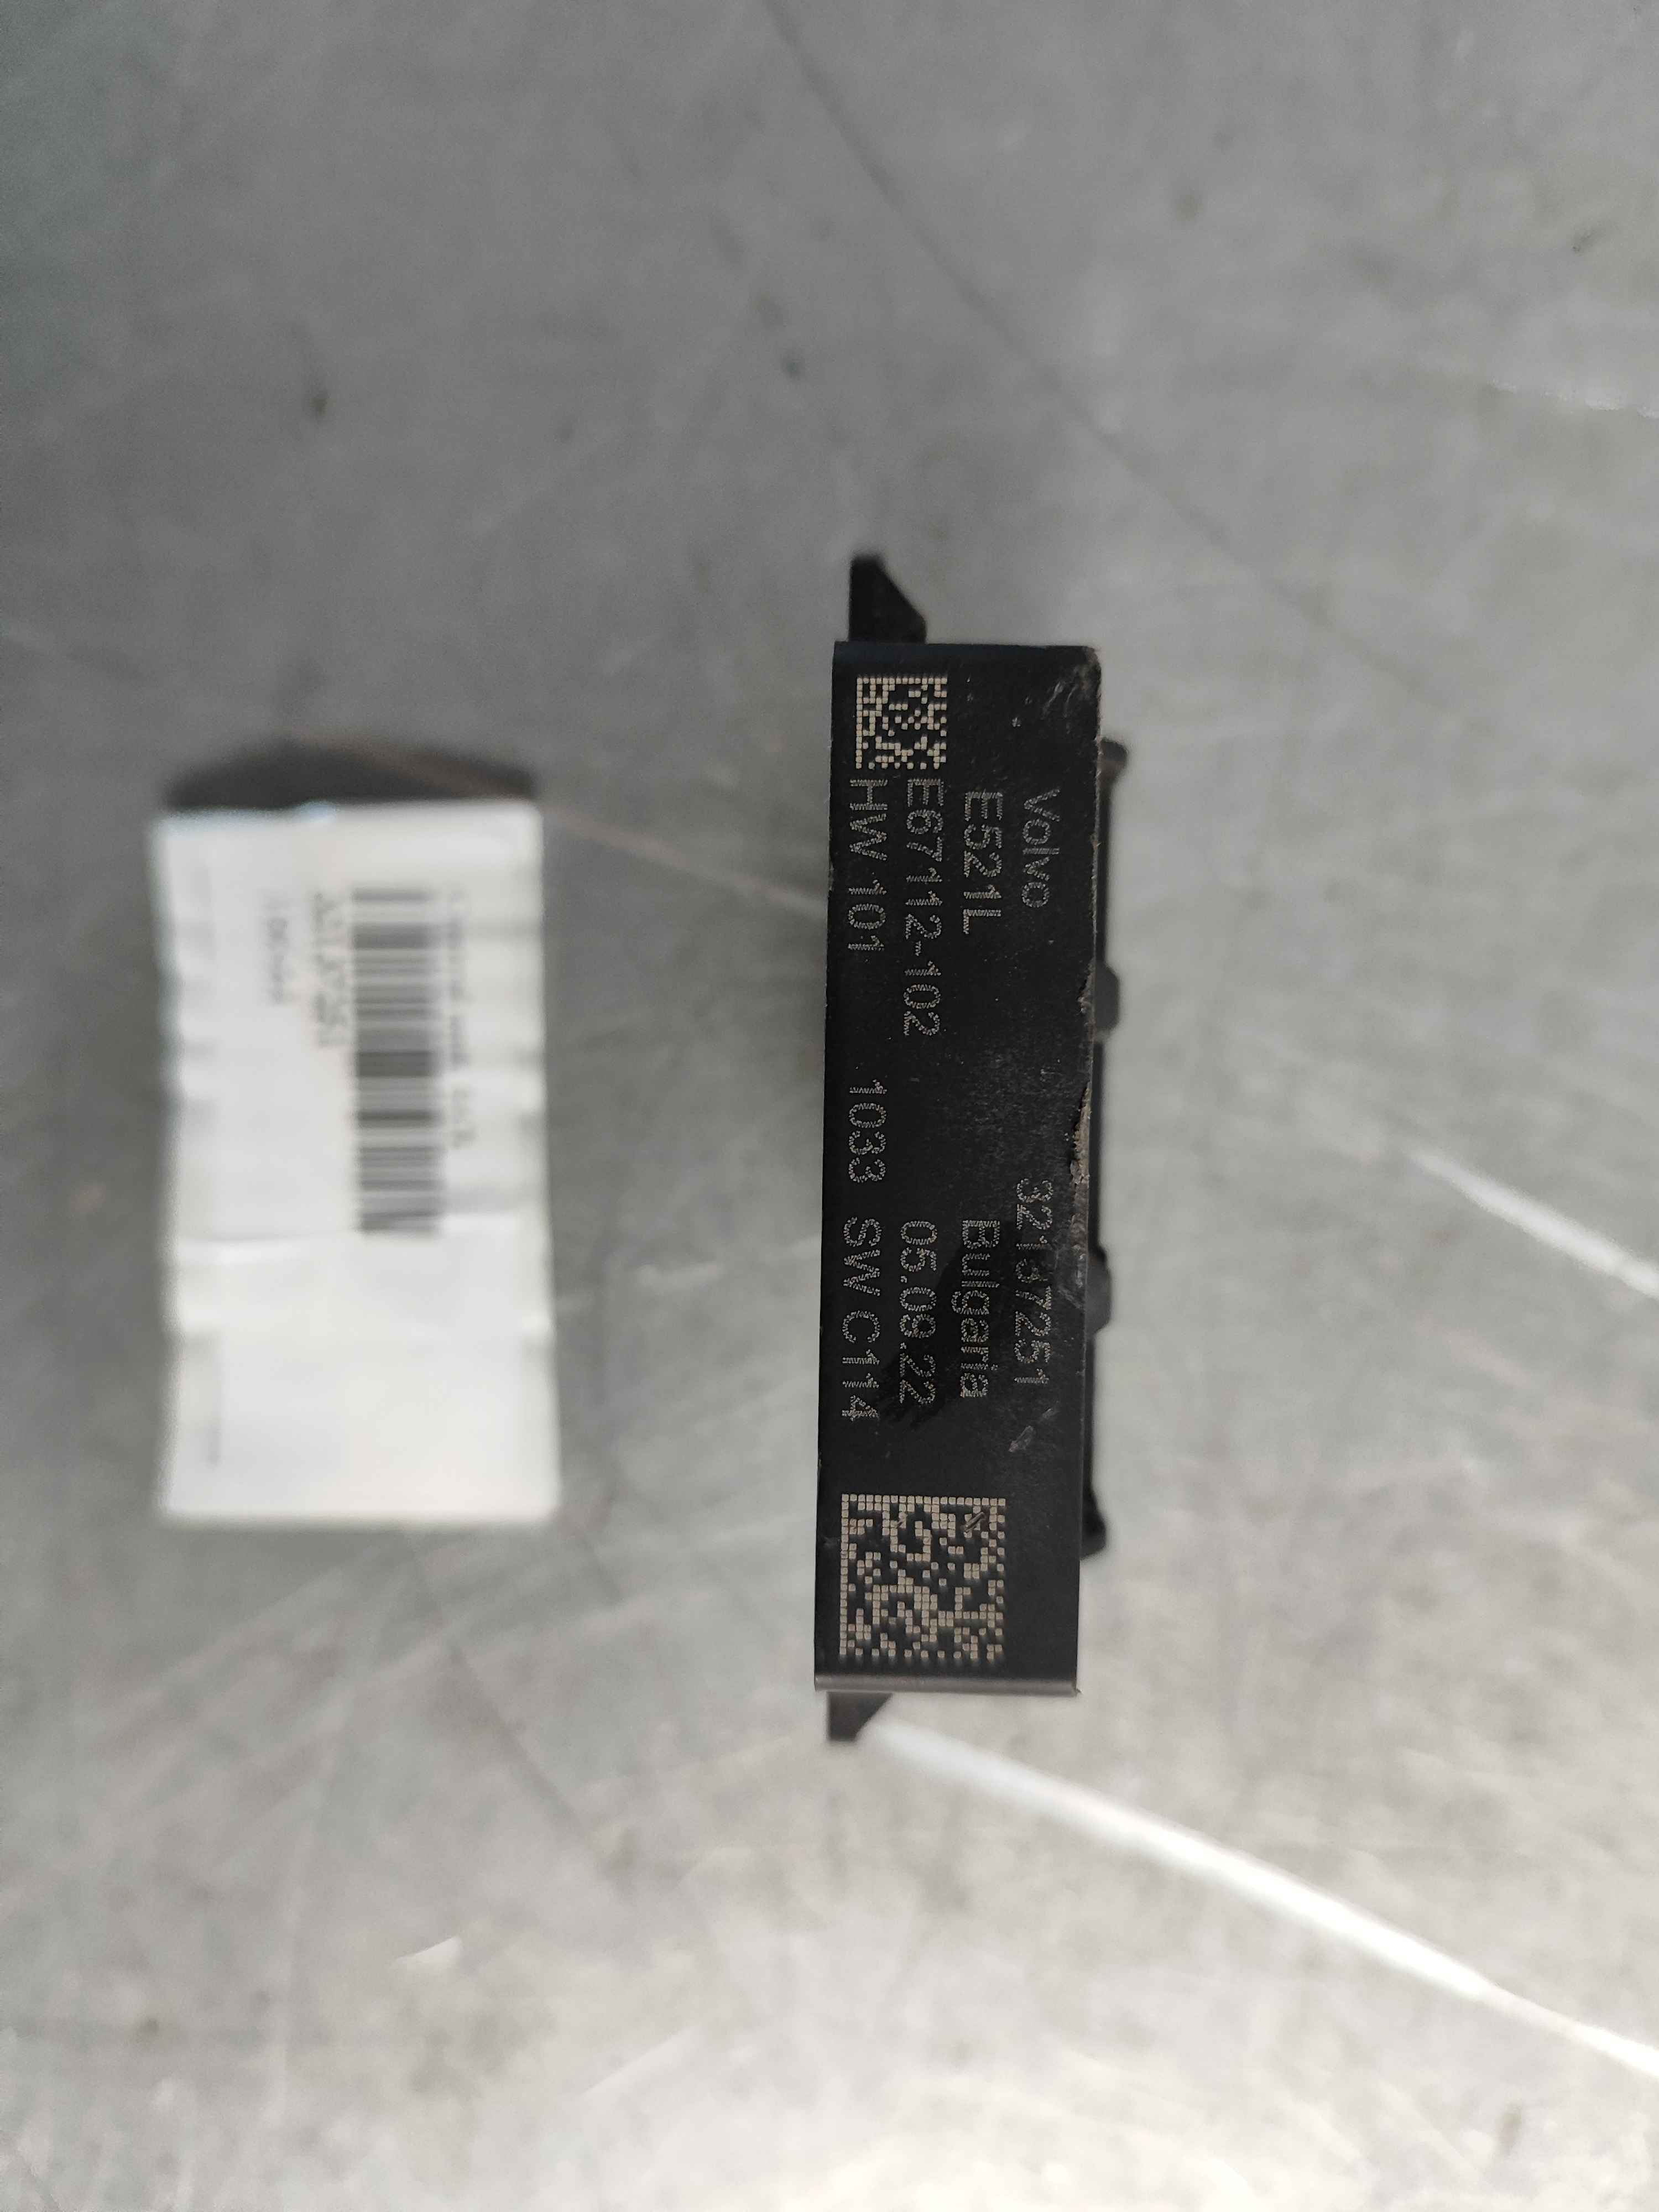 Volvo 32137251
E521L Bulgaria
E67112-102 05.09.22
HW 101 1033 SW C114